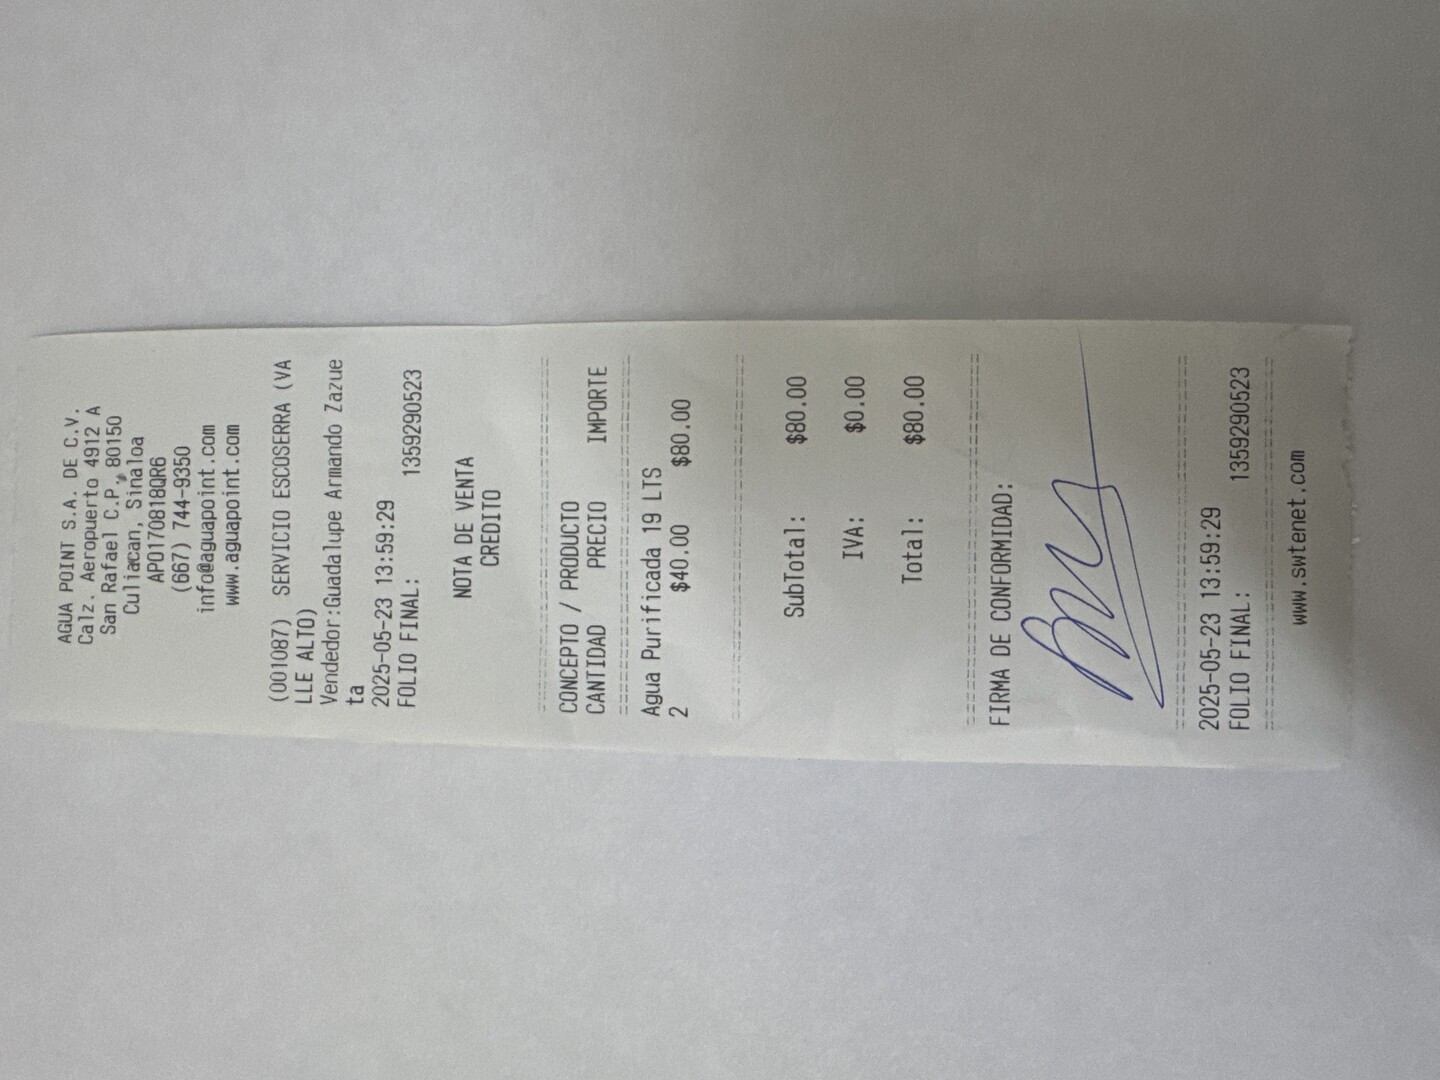 AGUA POINT S.A. DE C.V.
Calz. Aeropuerto 4912 A
San Rafael C.P. 80150
Culiacan, Sinaloa
APO170818QR6
(667) 744-9350
info@aguapoint.com
www.aguapoint.com
(001087) SERVICIO ESCOSERRA (VA
LLE ALTO)
Vendedor:Guadalupe Armando Zazue
ta
2025-05-23 13:59:29
FOLIO FINAL: 1359290523
NOTA DE VENTA
CREDITO
CONCEPTO / PRODUCTO
CANTIDAD PRECIO IMPORTE
Agua Purificada 19 LTS
2 $40.00 $80.00
SubTotal: $80.00
IVA: $0.00
Total: $80.00
FIRMA DE CONFORMIDAD:
2025-05-23 13:59:29
FOLIO FINAL: 1359290523
www.swtenet.com